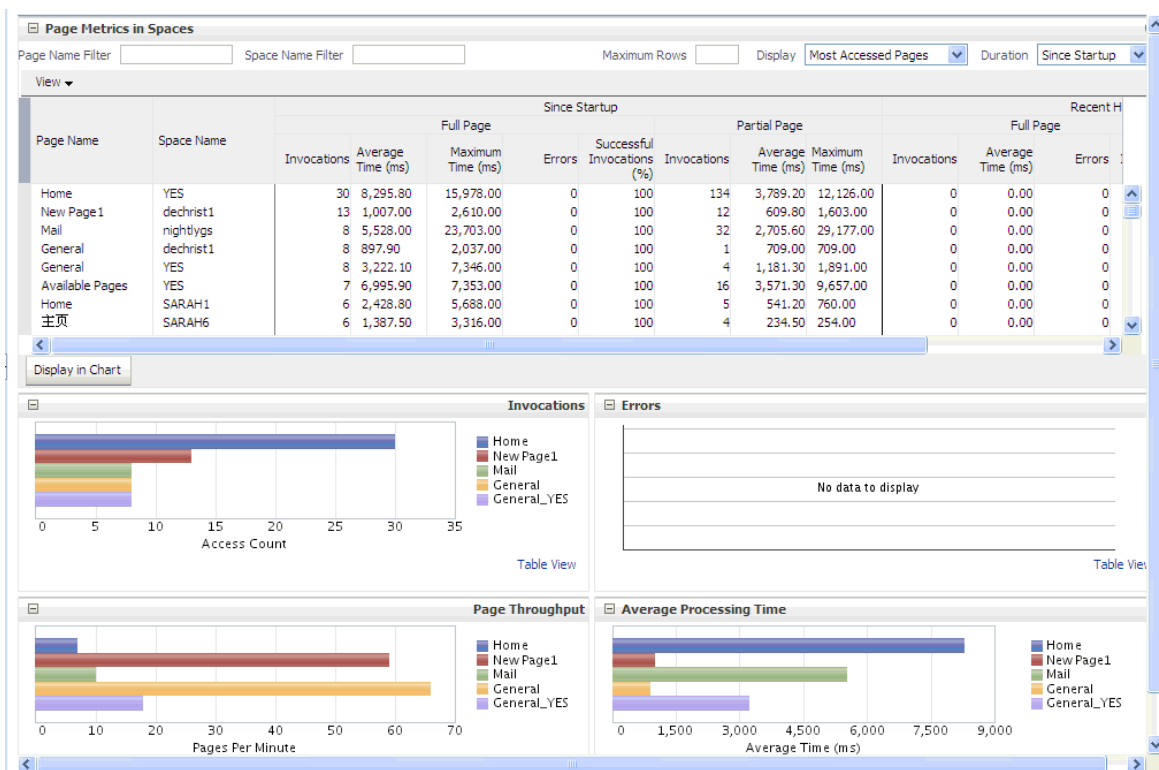 Page Metrics in Spaces
Page Name Filter Space Name Filter Maximum Rows Display Most Accessed Pages Duration Since Startup
View
Since Startup Recent H
Full Page Partial Page Full Page
Page Name Space Name Invocations Average Time (ms) Maximum Time (ms) Errors Successful Invocations (%) Invocations Average Time (ms) Maximum Time (ms) Invocations Average Time (ms) Errors
Home YES 30 8,295.80 15,978.00 0 100 134 3,789.20 12,126.00 0 0.00 0
New Page1 dechrist1 13 1,007.00 2,610.00 0 100 12 609.80 1,603.00 0 0.00 0
Mail nightlygs 8 5,528.00 23,703.00 0 100 32 2,705.60 29,177.00 0 0.00 0
General dechrist1 8 897.90 2,037.00 0 100 1 709.00 709.00 0 0.00 0
General YES 8 3,222.10 7,346.00 0 100 4 1,181.30 1,891.00 0 0.00 0
Available Pages YES 7 6,995.90 7,353.00 0 100 16 3,571.30 9,657.00 0 0.00 0
Home SARAH1 6 2,428.80 5,688.00 0 100 5 541.20 760.00 0 0.00 0
主页 SARAH6 6 1,387.50 3,316.00 0 100 4 234.50 254.00 0 0.00 0
Display in Chart
Invocations
Home
New Page1
Mail
General
General_YES
0 5 10 15 20 25 30 35
Access Count
Table View
Errors
No data to display
Table View
Page Throughput
Home
New Page1
Mail
General
General_YES
0 10 20 30 40 50 60 70
Pages Per Minute
Average Processing Time
Home
New Page1
Mail
General
General_YES
0 1,500 3,000 4,500 6,000 7,500 9,000
Average Time (ms)